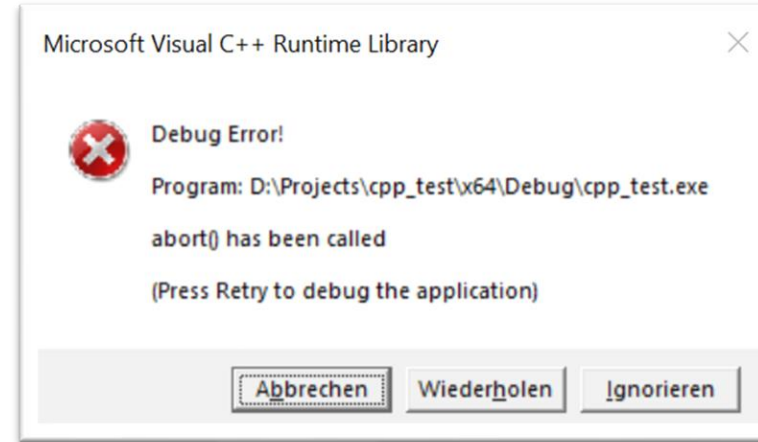 Microsoft Visual C++ Runtime Library
Debug Error!
Program: D:\Projects\cpp_test\x64\Debug\cpp_test.exe
abort() has been called
(Press Retry to debug the application)
Abbrechen
Wiederholen
Ignorieren